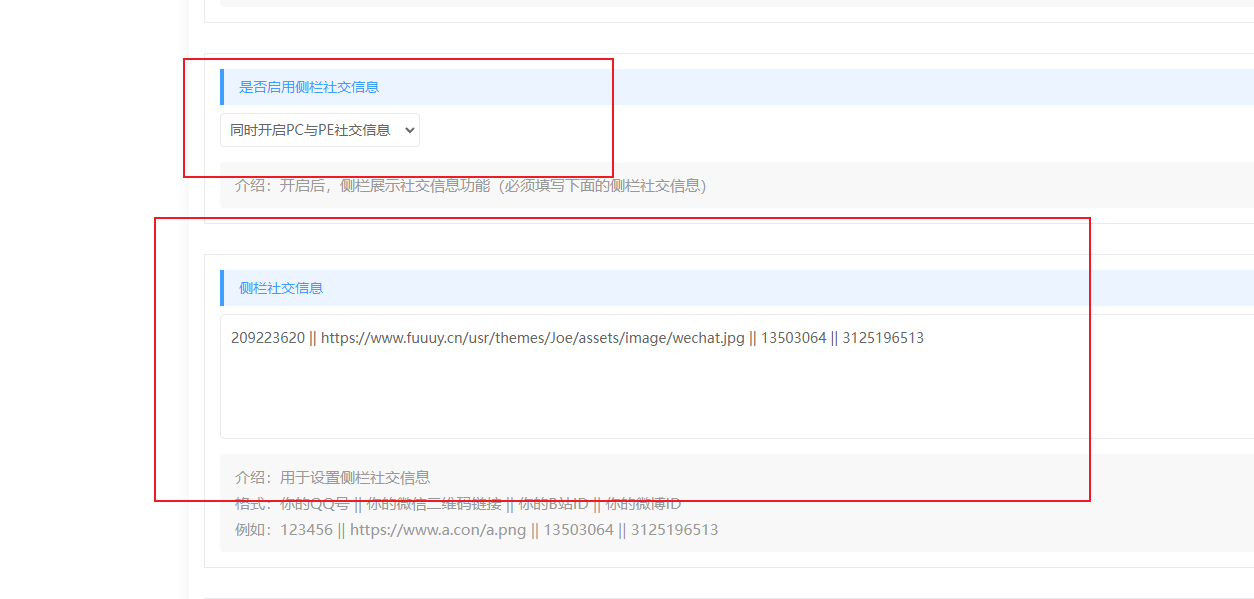 是否启用侧栏社交信息
同时开启PC与PE社交信息
介绍：开启后，侧栏展示社交信息功能（必须填写下面的侧栏社交信息）
侧栏社交信息
209223620 || https://www.fuuuy.cn/usr/themes/Joe/assets/image/wechat.jpg || 13503064 || 3125196513
介绍：用于设置侧栏社交信息
格式：你的QQ号 || 你的微信二维码链接 || 你的B站ID || 你的微博ID
例如：123456 || https://www.a.con/a.png || 13503064 || 3125196513